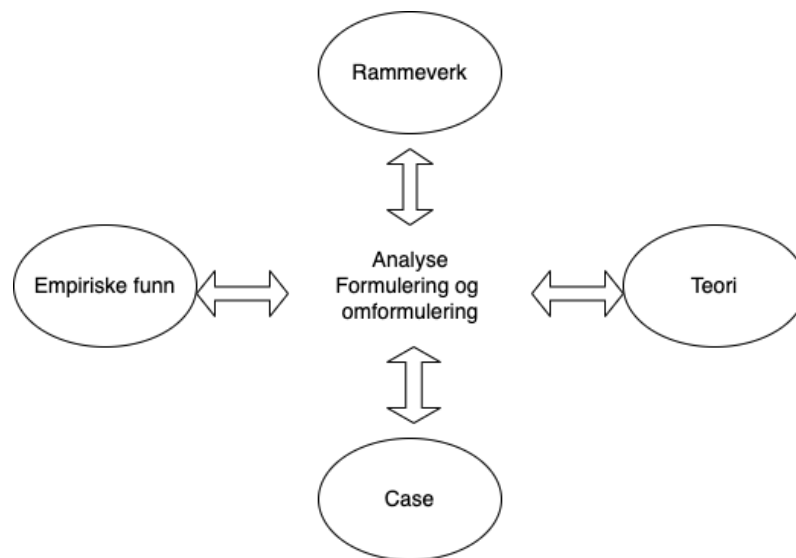 Rammeverk
Empiriske funn
Analyse
Formulering og
omformulering
Teori
Case